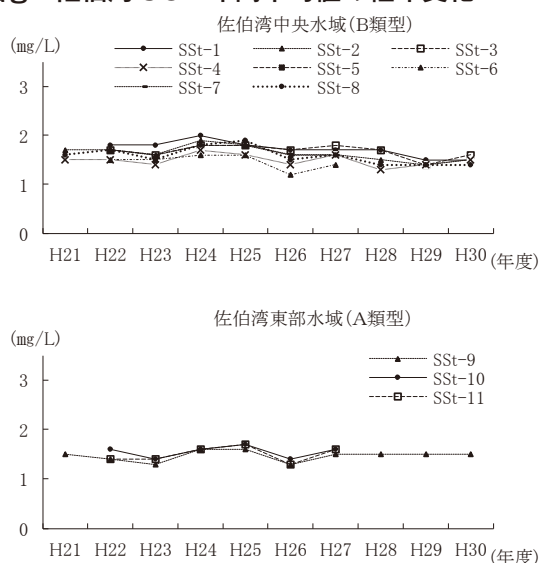 佐伯湾中央水域(B類型)
(mg/L)
SSt-1 SSt-2 SSt-3
SSt-4 SSt-5 SSt-6
SSt-7 SSt-8
3
2
1
0
H21 H22 H23 H24 H25 H26 H27 H28 H29 H30 (年度)
佐伯湾東部水域(A類型)
(mg/L)
SSt-9
SSt-10
SSt-11
3
2
1
0
H21 H22 H23 H24 H25 H26 H27 H28 H29 H30 (年度)